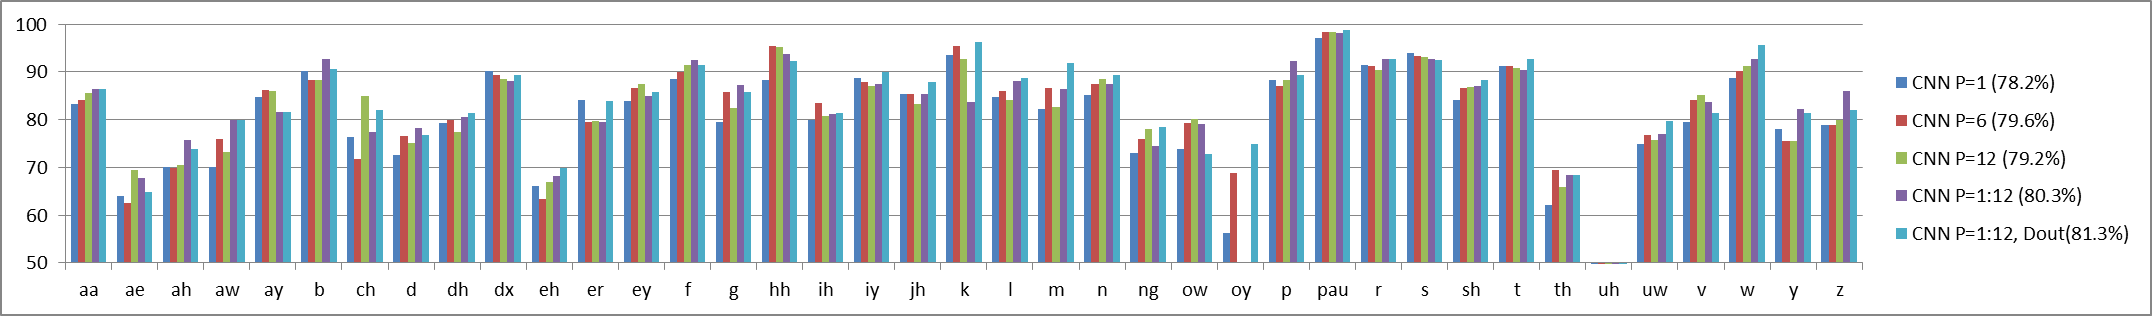 100
90
80
70
60
50
aa ae ah aw ay b ch d dh dx eh er ey f g hh ih iy jh k l m n ng ow oy p pau r s sh t th uh uw v w y z
CNN P=1 (78.2%)
CNN P=6 (79.6%)
CNN P=12 (79.2%)
CNN P=1:12 (80.3%)
CNN P=1:12, Dout(81.3%)